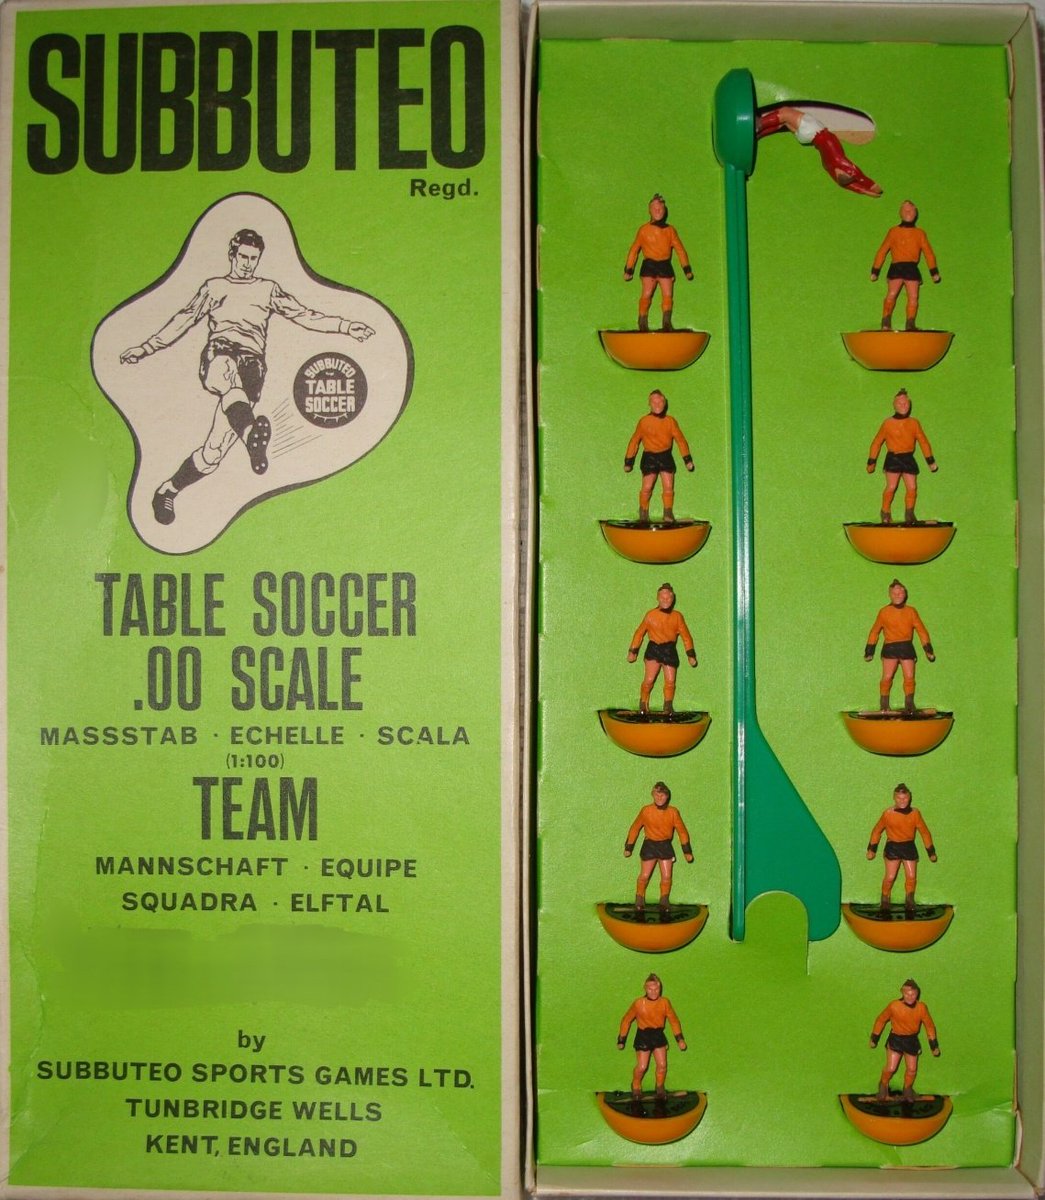 SUBBUTEO
Regd.
SUBBUTEO
TABLE
SOCCER
TABLE SOCCER
.00 SCALE
MASSSTAB · ECHELLE · SCALA
(1:100)
TEAM
MANNSCHAFT · EQUIPE
SQUADRA · ELFTAL
by
SUBBUTEO SPORTS GAMES LTD.
TUNBRIDGE WELLS
KENT, ENGLAND